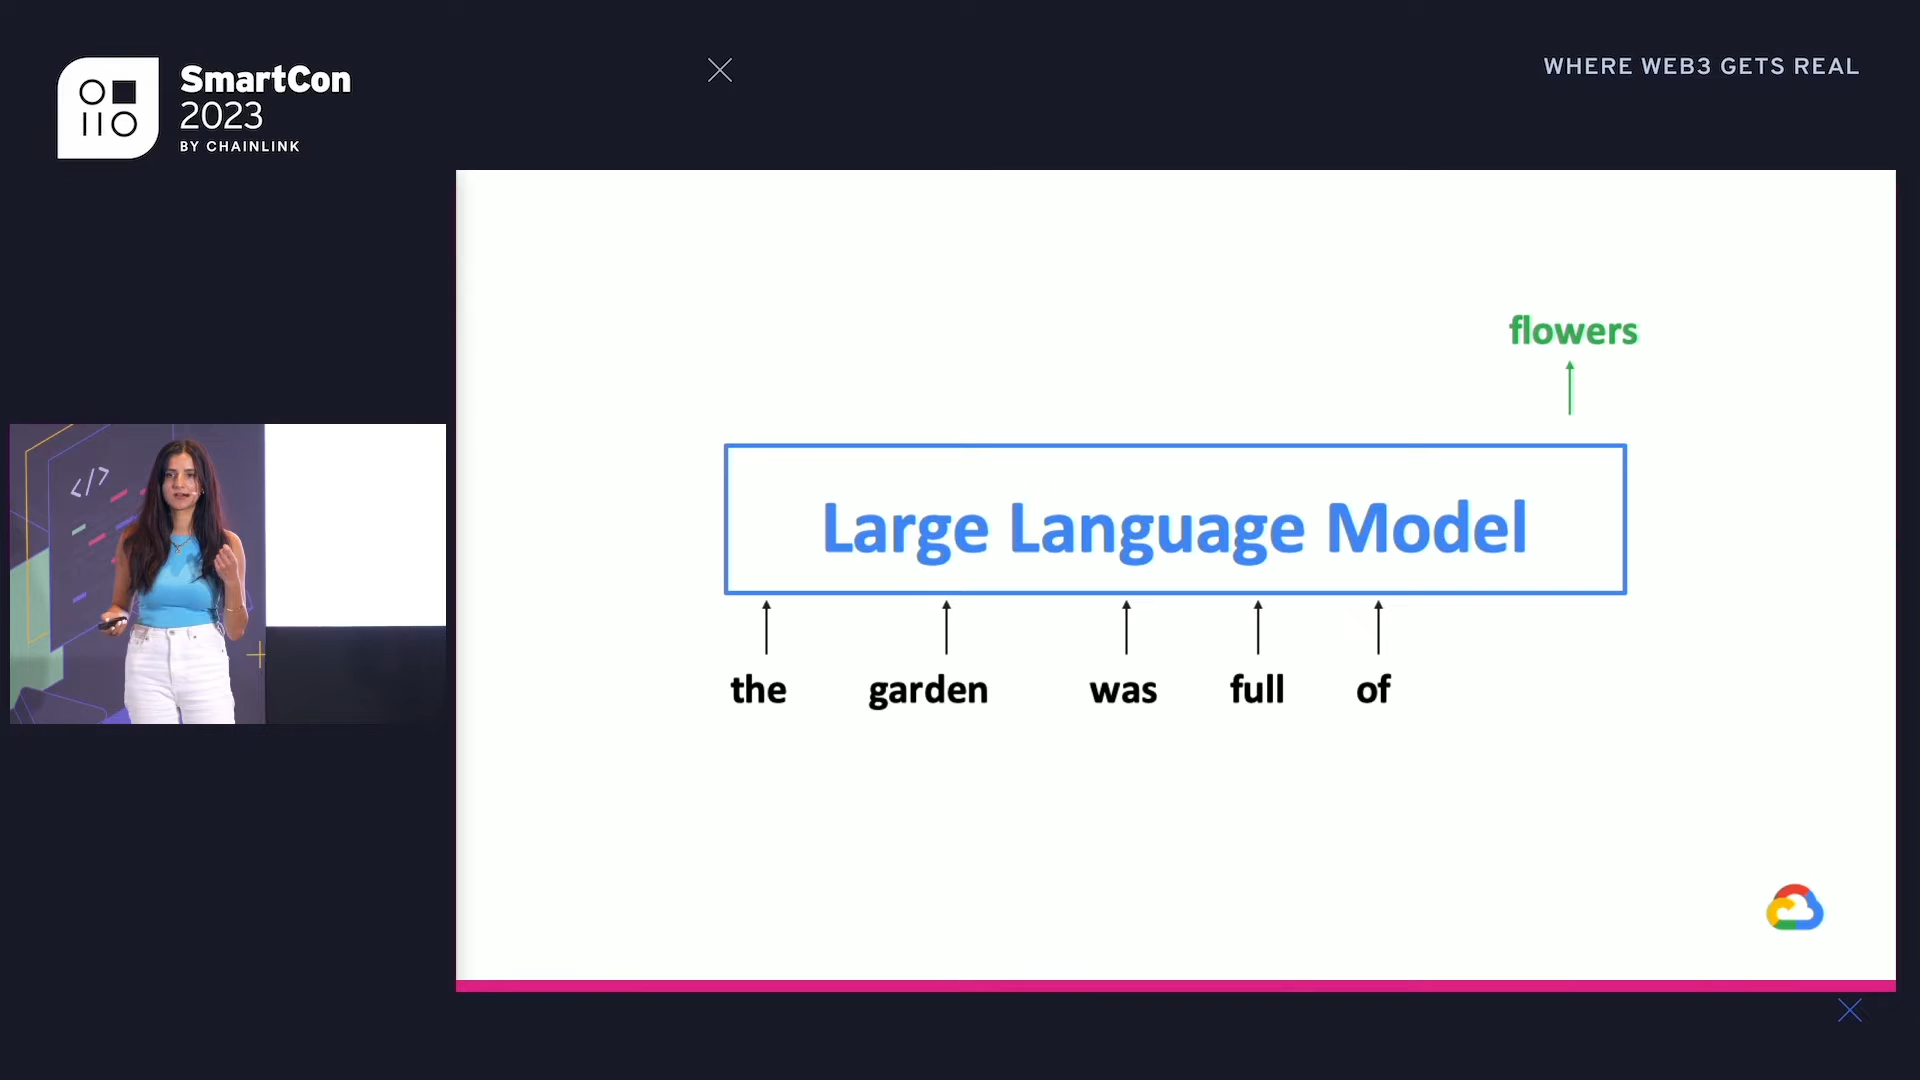 SmartCon
2023
BY CHAINLINK
WHERE WEB3 GETS REAL
flowers
Large Language Model
the garden was full of
</>